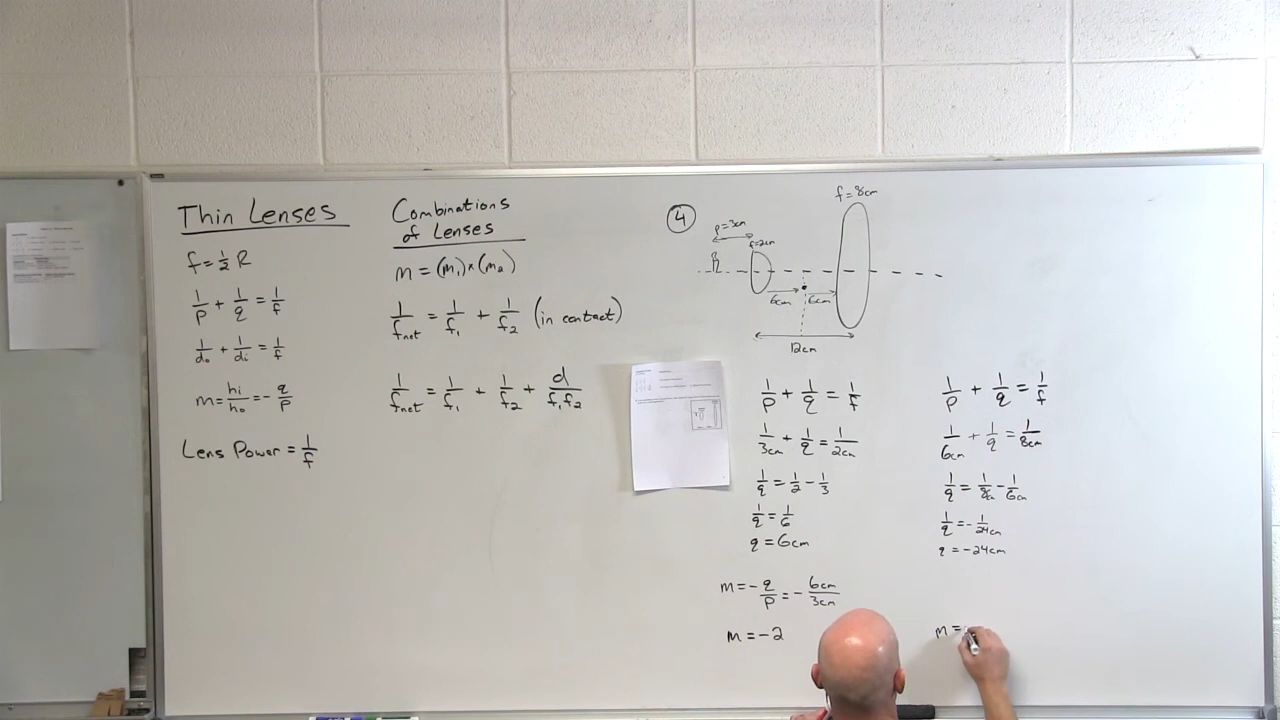 Thin Lenses
f = 1/2 R
1/p + 1/q = 1/f
1/do + 1/di = 1/f
m = hi/ho = - q/p
Lens Power = 1/f
Combinations
of Lenses
m = (m₁)×(m₂)
1/fnet = 1/f₁ + 1/f₂ (in contact)
1/fnet = 1/f₁ + 1/f₂ + d/f₁f₂
4
f = 8cm
p = 3cm
f = 2cm
6cm 6cm
12cm
1/p + 1/q = 1/f
1/3cm + 1/q = 1/2cm
1/q = 1/2 - 1/3
1/q = 1/6
q = 6cm
m = - q/p = - 6cm/3cm
m = -2
1/p + 1/q = 1/f
1/6cm + 1/q = 1/8cm
1/q = 1/8cm - 1/6cm
1/q = - 1/24cm
q = -24cm
m =